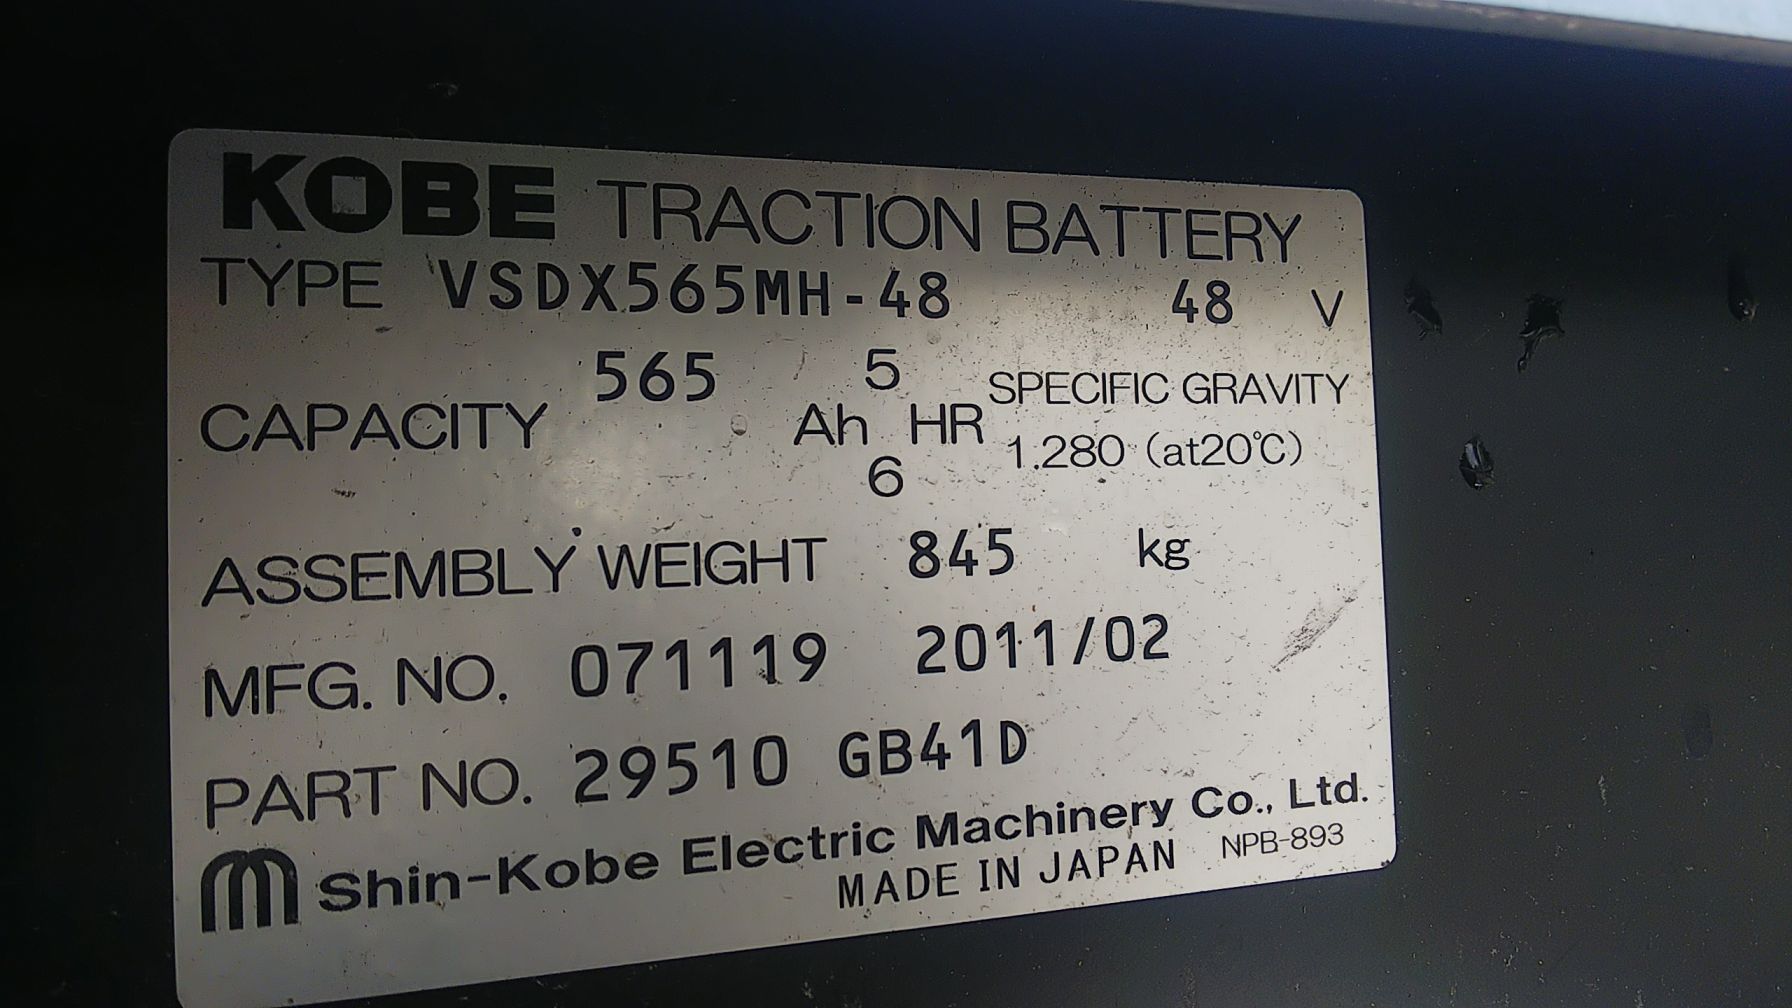 KOBE TRACTION BATTERY
TYPE VSDX565MH-48 48 V
CAPACITY 565 Ah 5 HR 6
SPECIFIC GRAVITY
1.280 (at20℃)
ASSEMBLY WEIGHT 845 kg
MFG. NO. 071119 2011/02
PART NO. 29510 GB41D
Shin-Kobe Electric Machinery Co., Ltd.
MADE IN JAPAN NPB-893